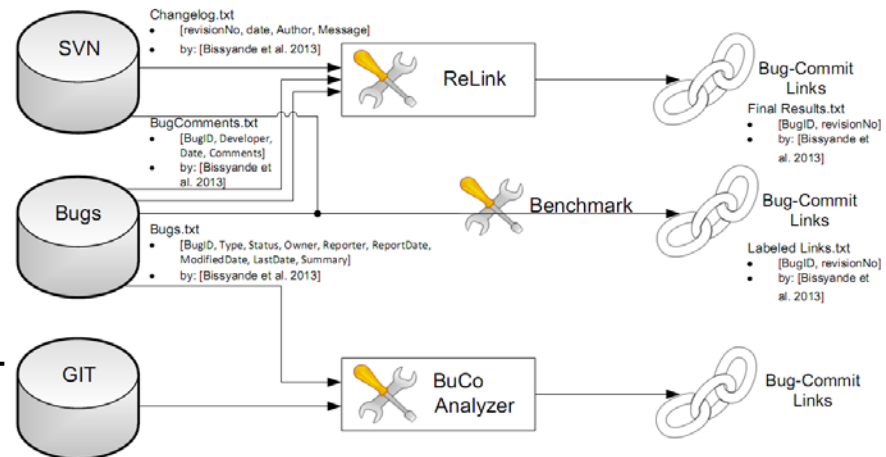 Changelog.txt
• [revisionNo, date, Author, Message]
• by: [Bissyande et al. 2013]
SVN
ReLink
Bug-Commit
Links
Final Results.txt
• [BugID, revisionNo]
• by: [Bissyande et
al. 2013]
BugComments.txt
• [BugID, Developer,
Date, Comments]
• by: [Bissyande et
al. 2013]
Bugs
Benchmark
Bug-Commit
Links
Labeled Links.txt
• [BugID, revisionNo]
• by: [Bissyande et
al. 2013]
Bugs.txt
• [BugID, Type, Status, Owner, Reporter, ReportDate,
ModifiedDate, LastDate, Summary]
• by: [Bissyande et al. 2013]
GIT
BuCo
Analyzer
Bug-Commit
Links